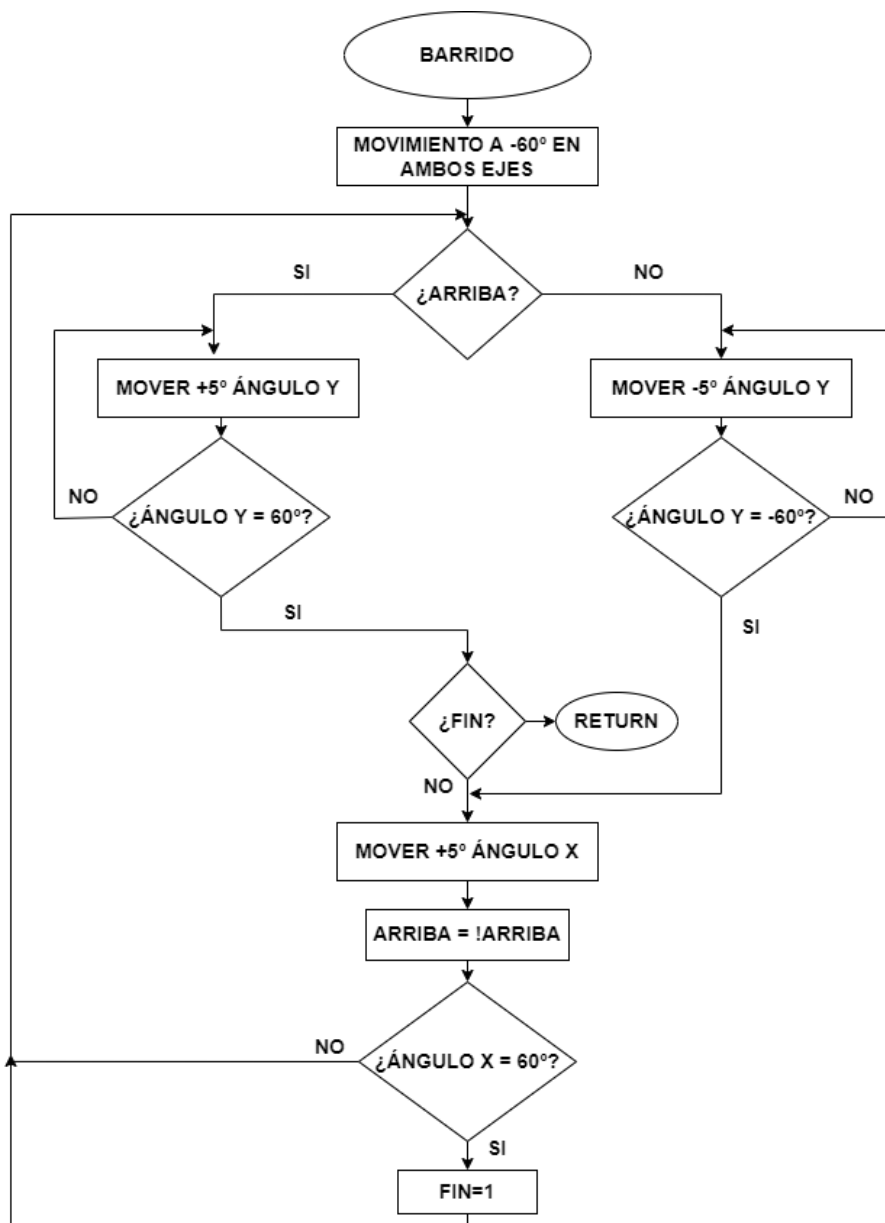 BARRIDO
MOVIMIENTO A -60º EN
AMBOS EJES
SI
NO
¿ARRIBA?
MOVER +5º ÁNGULO Y
MOVER -5º ÁNGULO Y
NO
¿ÁNGULO Y = 60º?
¿ÁNGULO Y = -60º?
NO
SI
SI
¿FIN?
RETURN
NO
MOVER +5º ÁNGULO X
ARRIBA = !ARRIBA
NO
¿ÁNGULO X = 60º?
SI
FIN=1